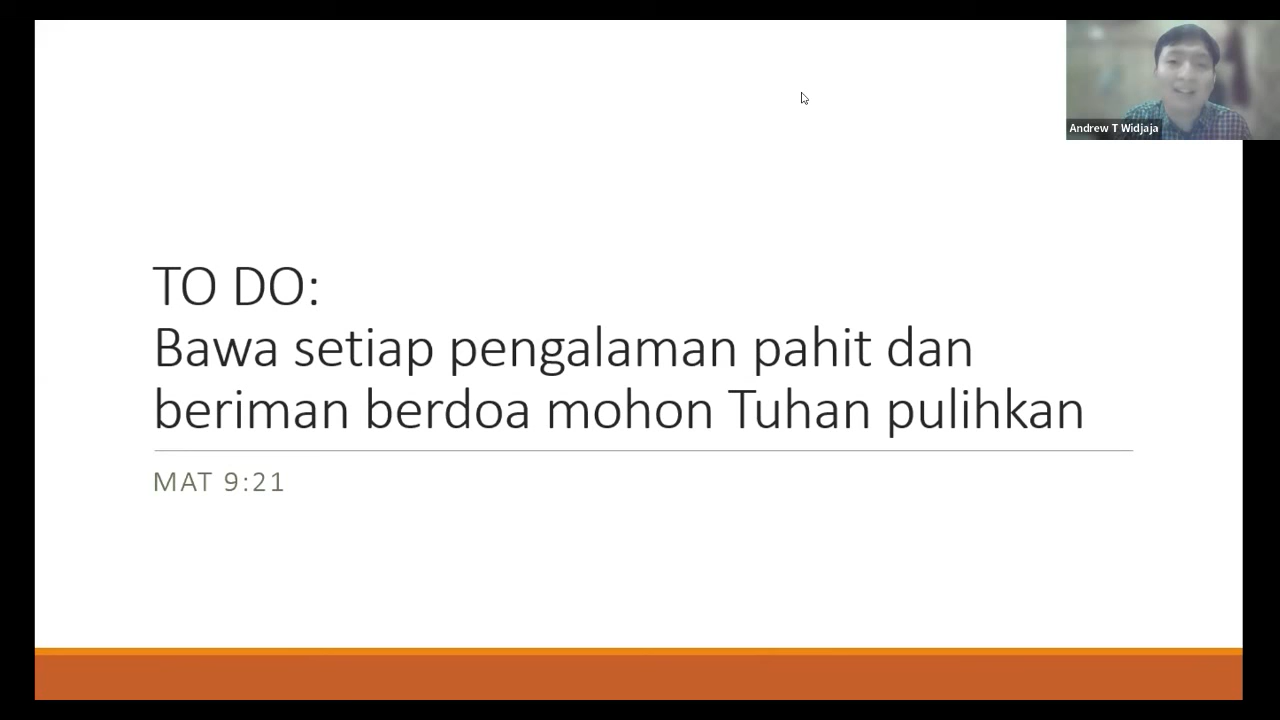 Andrew T Widjaja
TO DO:
Bawa setiap pengalaman pahit dan
beriman berdoa mohon Tuhan pulihkan
MAT 9:21